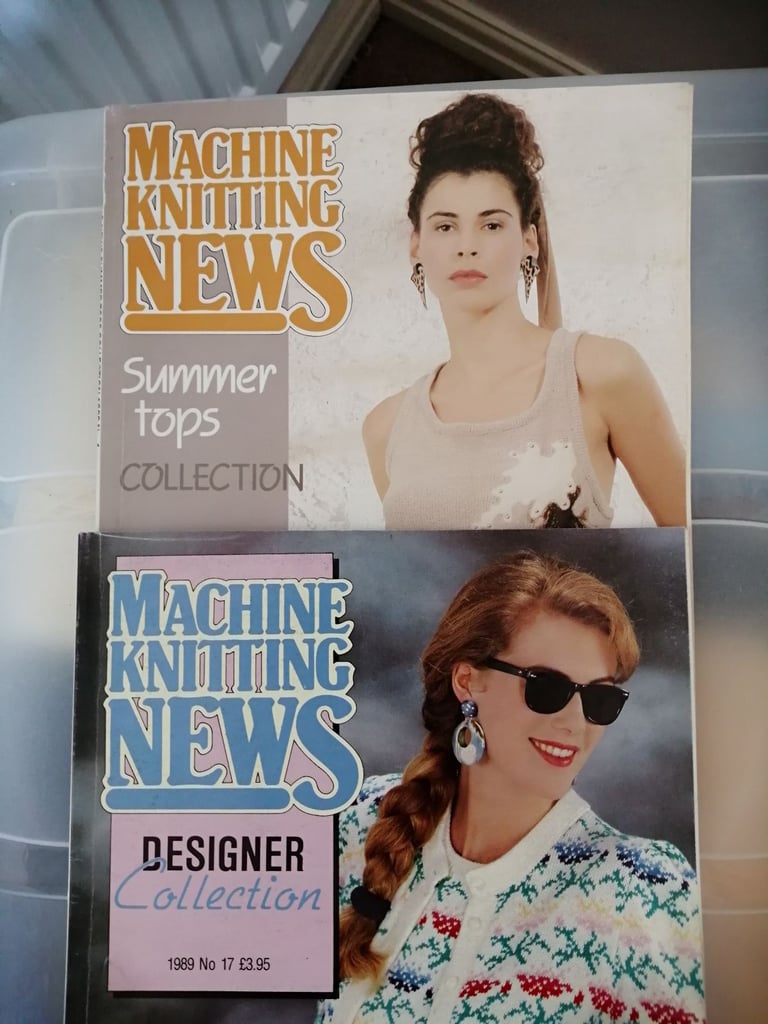 MACHINE
KNITTING
NEWS
Summer
tops
COLLECTION
MACHINE
KNITTING
NEWS
DESIGNER
Collection
1989 No 17 £3.95